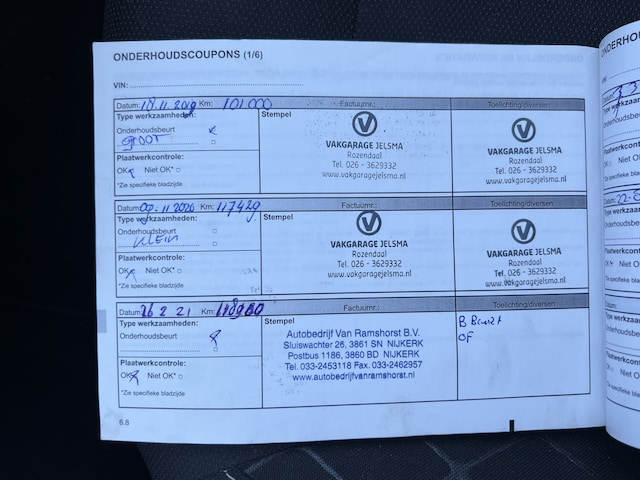 ONDERHOUDSCOUPONS (1/6)
VIN:
Datum: 18.11.2019 Km: 101000 Factuurnr.: Toelichting/diversen
Type werkzaamheden: Stempel
Onderhoudsbeurt
GROOT
Plaatwerkcontrole:
OK Niet OK*
*Zie specifieke bladzijde
VAKGARAGE JELSMA
Rozendaal
Tel. 026 - 3629332
www.vakgaragejelsma.nl
VAKGARAGE JELSMA
Rozendaal
Tel. 026 - 3629332
www.vakgaragejelsma.nl
Datum: Km: 117429 Factuurnr.: Toelichting/diversen
Type werkzaamheden: Stempel
Onderhoudsbeurt
KLEIN
Plaatwerkcontrole:
OK Niet OK*
*Zie specifieke bladzijde
VAKGARAGE JELSMA
Rozendaal
Tel. 026 - 3629332
www.vakgaragejelsma.nl
VAKGARAGE JELSMA
Rozendaal
Tel. 026 - 3629332
www.vakgaragejelsma.nl
Datum: 26 2 21 Km: Factuurnr.: Toelichting/diversen
Type werkzaamheden: Stempel
Onderhoudsbeurt
Plaatwerkcontrole:
OK Niet OK*
*Zie specifieke bladzijde
Autobedrijf Van Ramshorst B.V.
Sluiswachter 26, 3861 SN NIJKERK
Postbus 1186, 3860 BD NIJKERK
Tel. 033-2453118 Fax. 033-2462957
www.autobedrijfvanramshorst.nl
B Beurt
OF
6.8